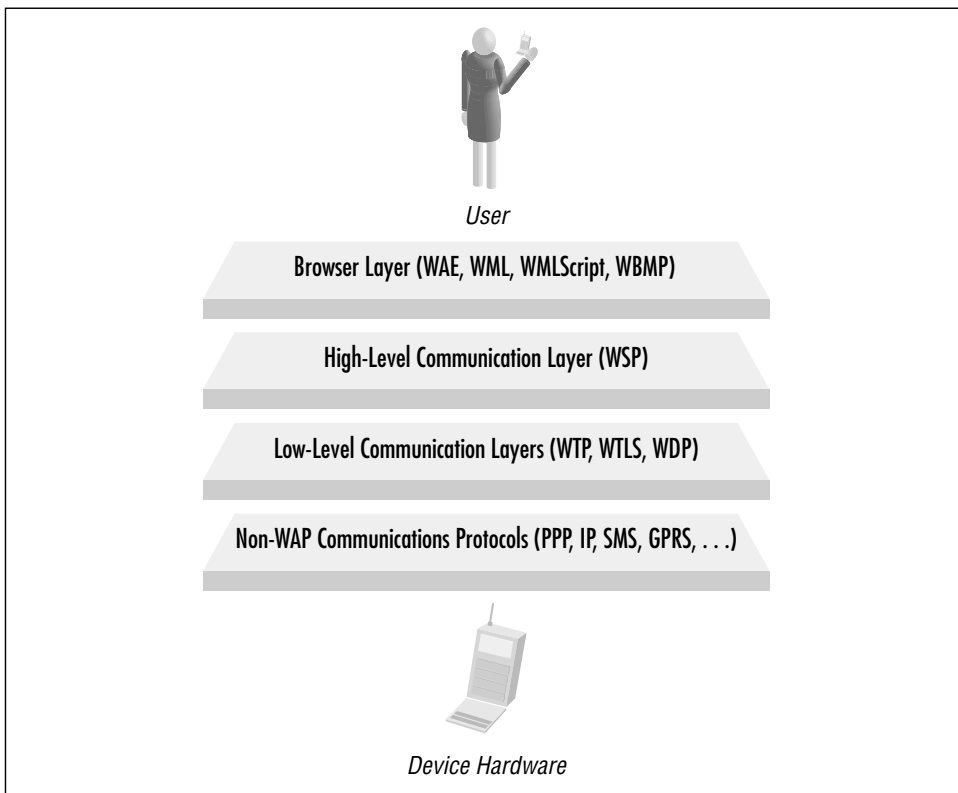 User
Browser Layer (WAE, WML, WMLScript, WBMP)
High-Level Communication Layer (WSP)
Low-Level Communication Layers (WTP, WTLS, WDP)
Non-WAP Communications Protocols (PPP, IP, SMS, GPRS, . . .)
Device Hardware